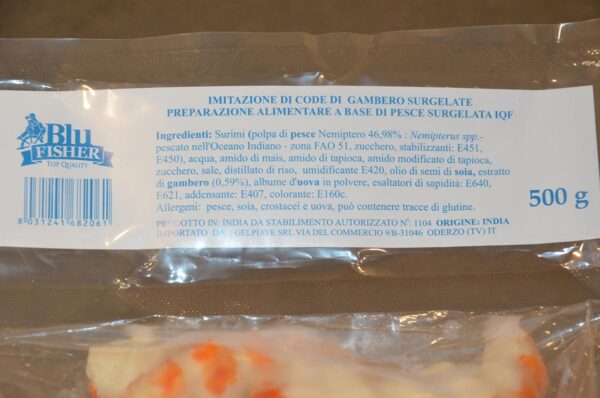 IMITAZIONE DI CODE DI GAMBERO SURGELATE
PREPARAZIONE ALIMENTARE A BASE DI PESCE SURGELATA IQF
Blu
FISHER
TOP QUALITY
8 031241 682061
Ingredienti: Surimi (polpa di pesce Nemiptero 46,98% : Nemipterus spp.-
pescato nell'Oceano Indiano - zona FAO 51, zucchero, stabilizzanti: E451,
E450), acqua, amido di mais, amido di tapioca, amido modificato di tapioca,
zucchero, sale, distillato di riso, umidificante E420, olio di semi di soia, estratto
di gambero (0,59%), albume d'uova in polvere, esaltatori di sapidità: E640,
E621, addensante: E407, colorante: E160c.
Allergeni: pesce, soia, crostacei e uova, può contenere tracce di glutine.
500 g
PRODOTTO IN: INDIA DA STABILIMENTO AUTORIZZATO N°: 1104 ORIGINE: INDIA
IMPORTATO DA : GELPIAVE SRL VIA DEL COMMERCIO 9/B-31046 ODERZO (TV) IT